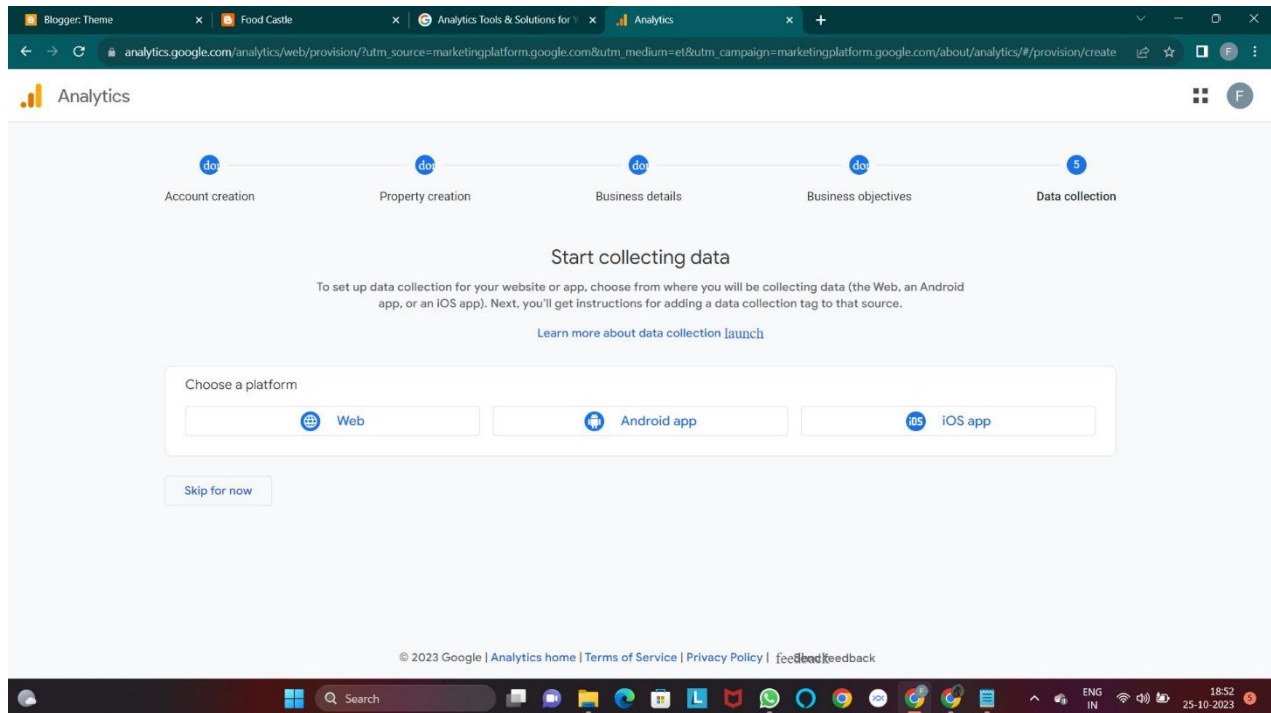 Blogger: Theme
Food Castle
Analytics Tools & Solutions for Y
Analytics
analytics.google.com/analytics/web/provision/?utm_source=marketingplatform.google.com&utm_medium=et&utm_campaign=marketingplatform.google.com/about/analytics/#/provision/create
F
Analytics
F
do
do
do
do
5
Account creation
Property creation
Business details
Business objectives
Data collection
Start collecting data
To set up data collection for your website or app, choose from where you will be collecting data (the Web, an Android
app, or an iOS app). Next, you'll get instructions for adding a data collection tag to that source.
Learn more about data collection launch
Choose a platform
Web
Android app
iOS
iOS app
Skip for now
© 2023 Google | Analytics home | Terms of Service | Privacy Policy | feedback
Search
L
ENG
IN
18:52
25-10-2023
5